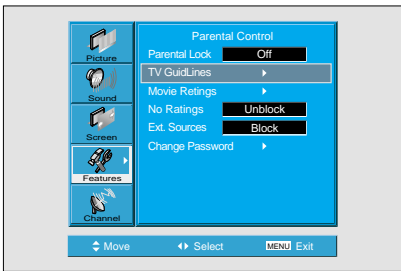 Picture
Sound
Screen
Features
Channel
Parental Control
Parental Lock Off
TV GuidLines
Movie Retings
No Ratings Unblock
Ext. Sources Block
Change Password
Move Select MENU Exit